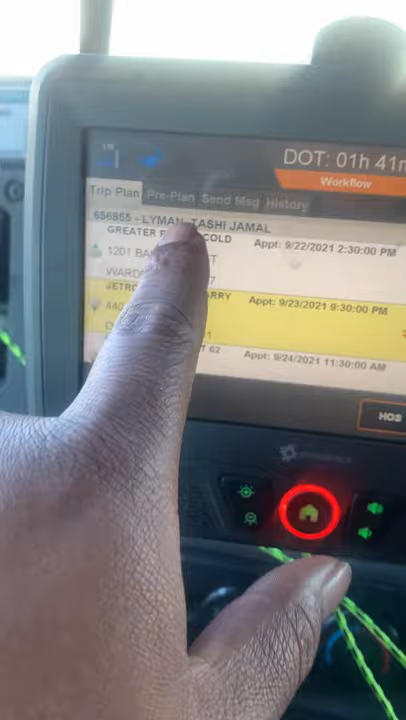 DOT: 01h 41m
Workflow
Trip Plan Pre-Plan Send Msg History
656855 - LYMAN, TASHI JAMAL
GREATER COLD Appt: 9/22/2021 2:30:00 PM
1201
JETRO Appt: 9/23/2021 9:30:00 PM
440
62 Appt: 9/24/2021 11:30:00 AM
HOS